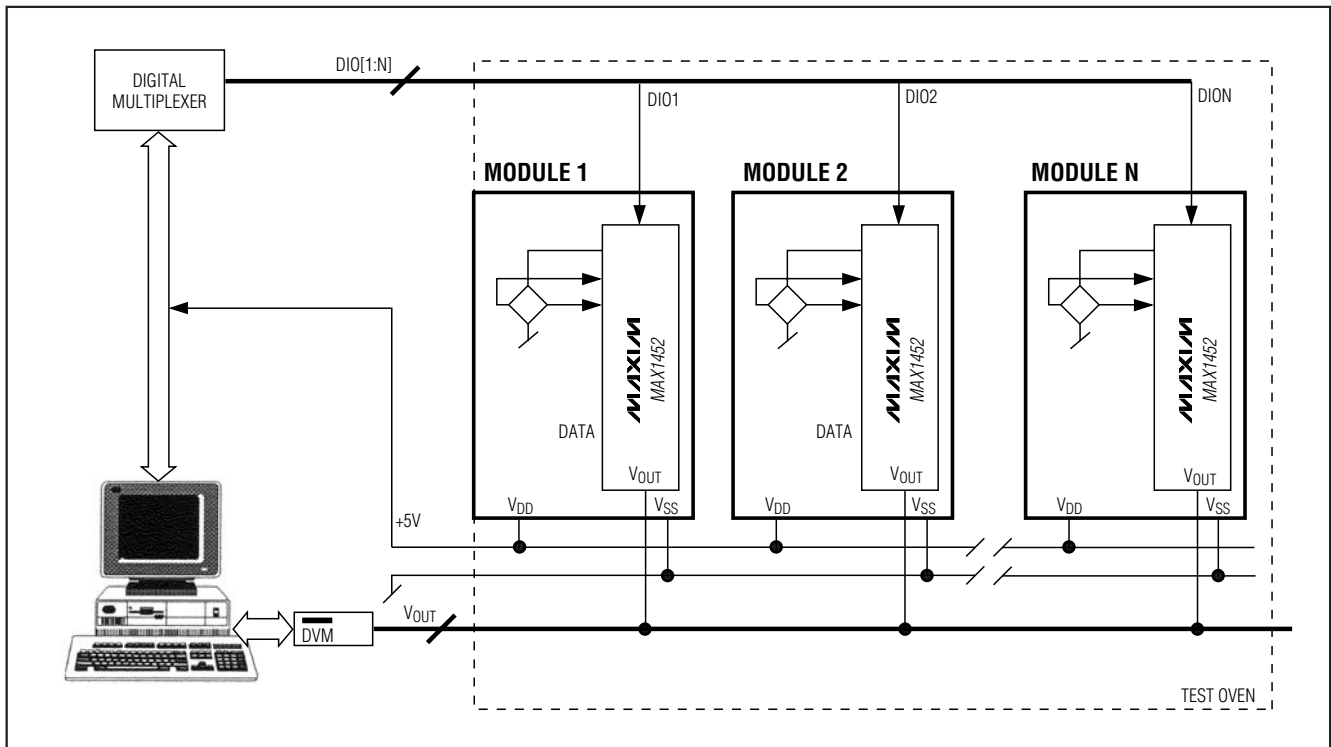 DIGITAL
MULTIPLEXER
DIO[1:N]
DIO1
DIO2
DION
MODULE 1
MODULE 2
MODULE N
MAXIM
MAX1452
MAXIM
MAX1452
MAXIM
MAX1452
DATA
DATA
VOUT
VOUT
VOUT
VDD
VSS
VDD
VSS
VDD
VSS
+5V
VOUT
DVM
TEST OVEN